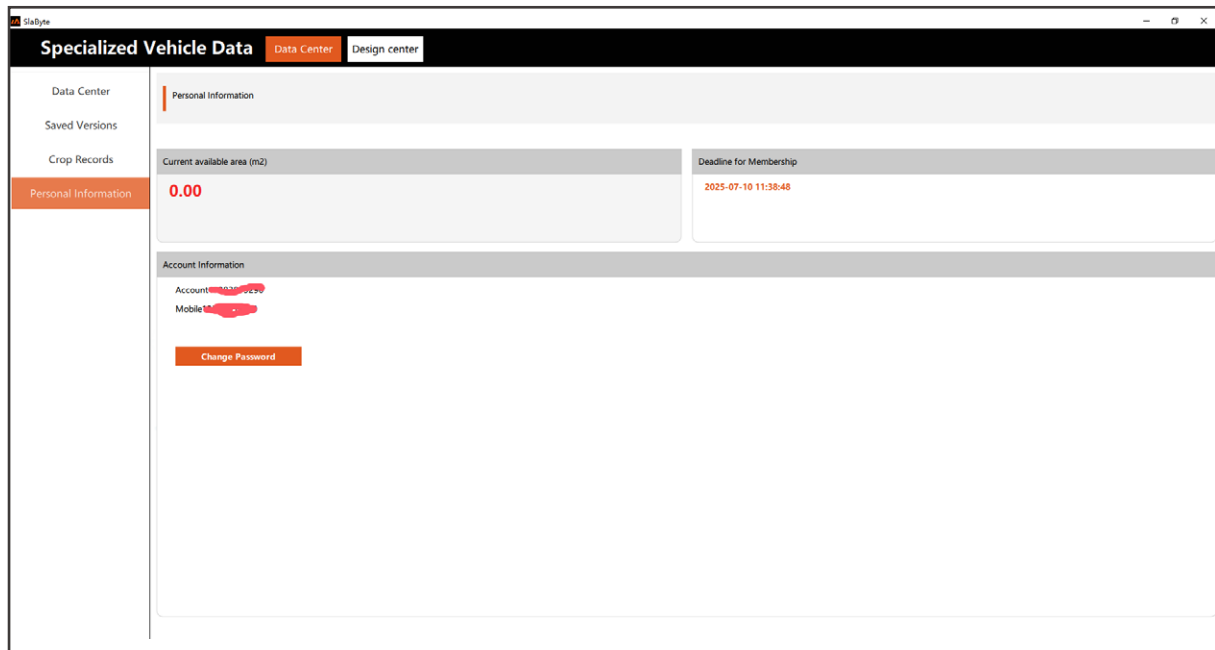 SlaByte
Specialized Vehicle Data
Data Center
Design center
Data Center
Saved Versions
Crop Records
Personal Information
Personal Information
Current available area (m2)
0.00
Deadline for Membership
2025-07-10 11:38:48
Account Information
Account
Mobile
Change Password